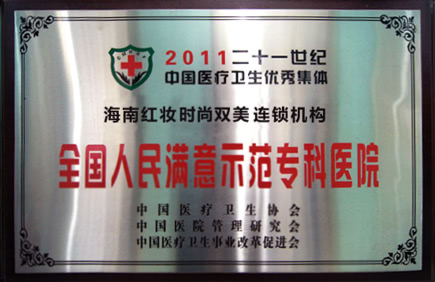 2011二十一世纪
中国医疗卫生优秀集体
海南红妆时尚双美连锁机构
全国人民满意示范专科医院
中国医疗卫生协会
中国医院管理研究会
中国医疗卫生事业改革促进会